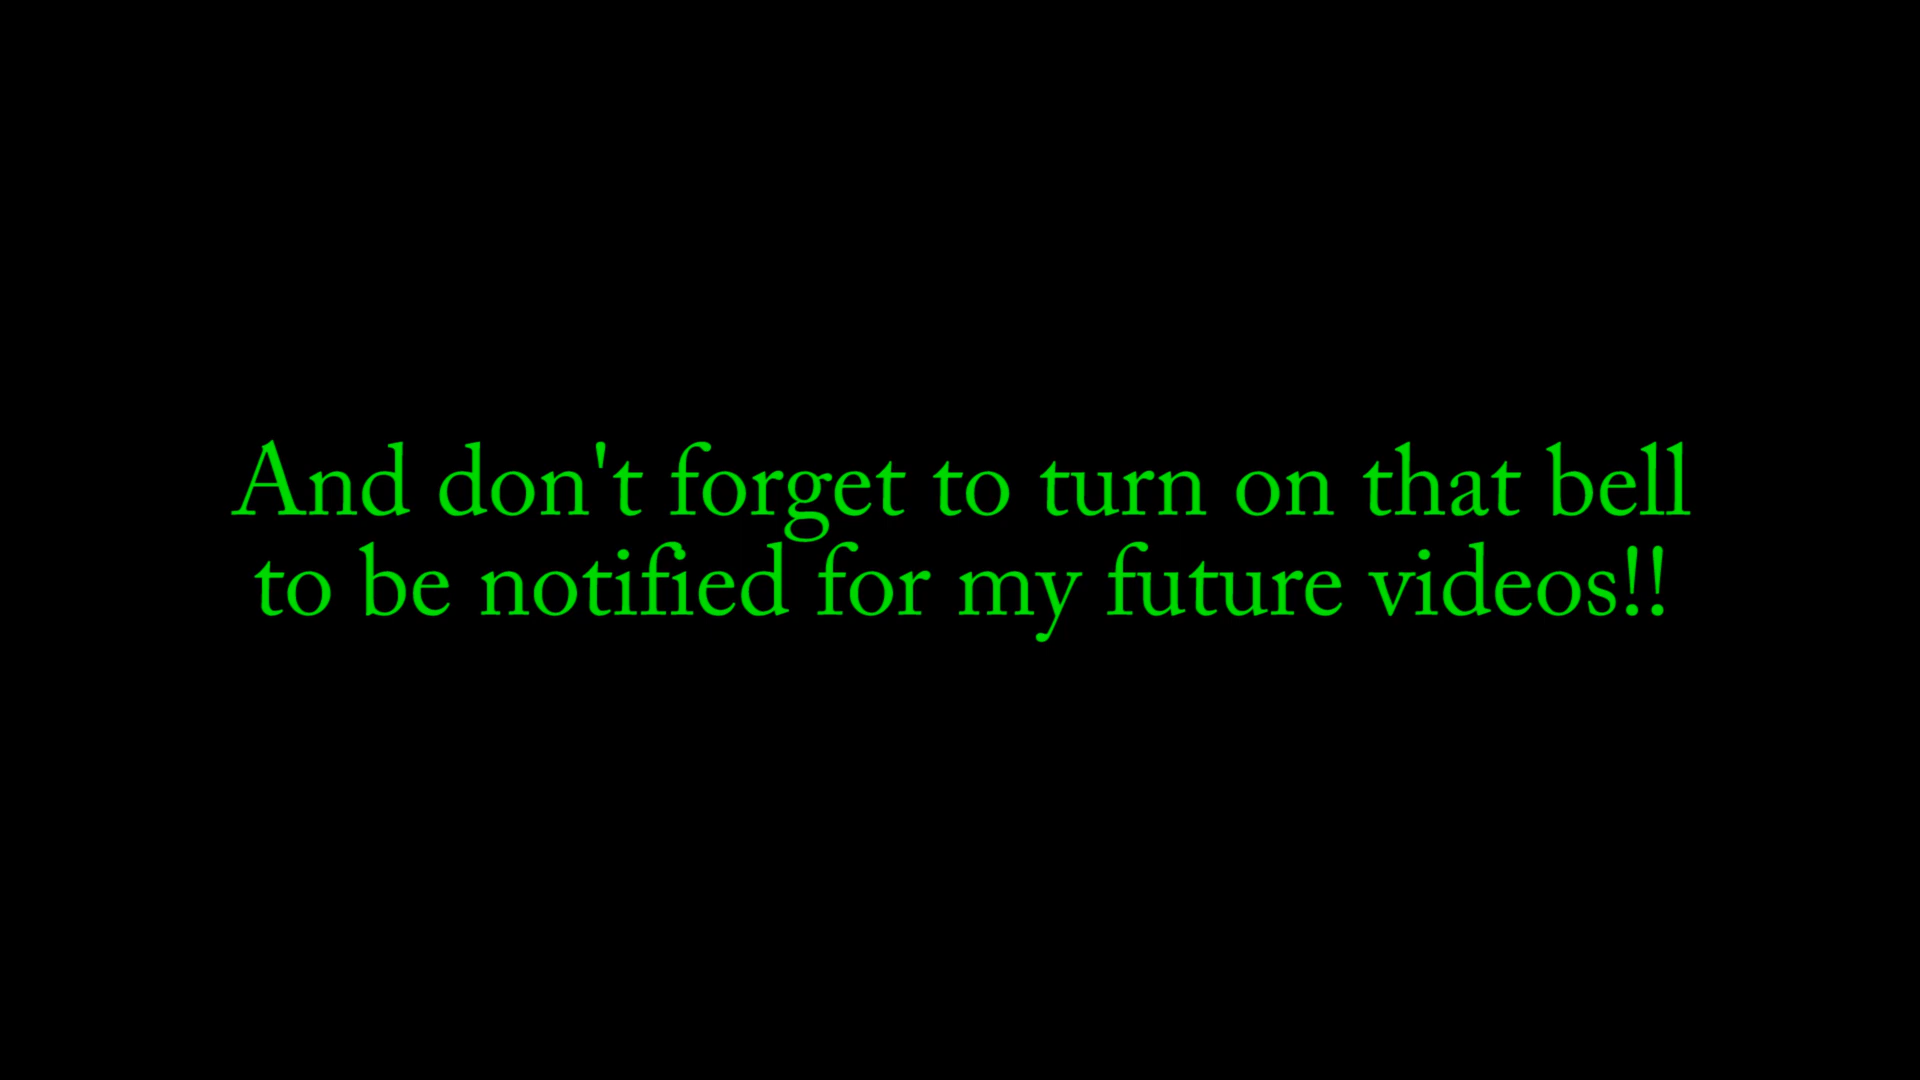 And don't forget to turn on that bell
to be notified for my future videos!!